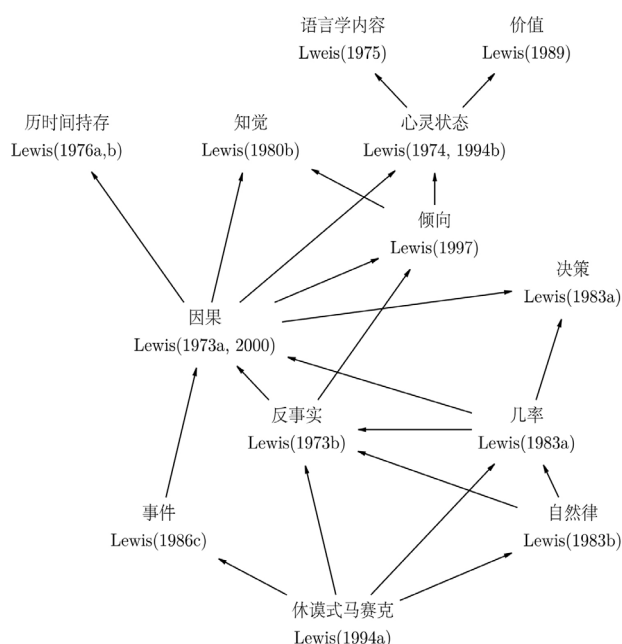 语言学内容
Lweis(1975)
价值
Lewis(1989)
历时间持存
Lewis(1976a,b)
知觉
Lewis(1980b)
心灵状态
Lewis(1974, 1994b)
倾向
Lewis(1997)
决策
Lewis(1983a)
因果
Lewis(1973a, 2000)
反事实
Lewis(1973b)
几率
Lewis(1983a)
事件
Lewis(1986c)
自然律
Lewis(1983b)
休谟式马赛克
Lewis(1994a)